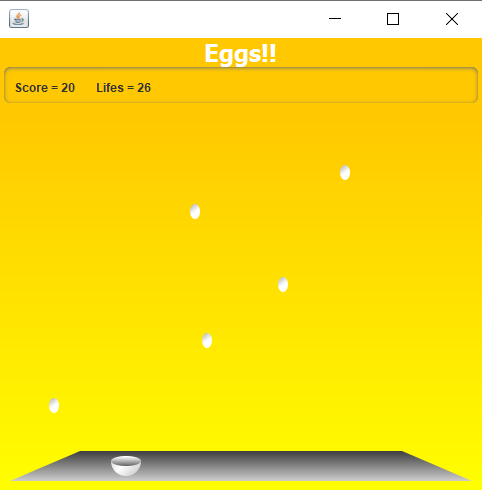 Eggs!!
Score = 20 Lifes = 26